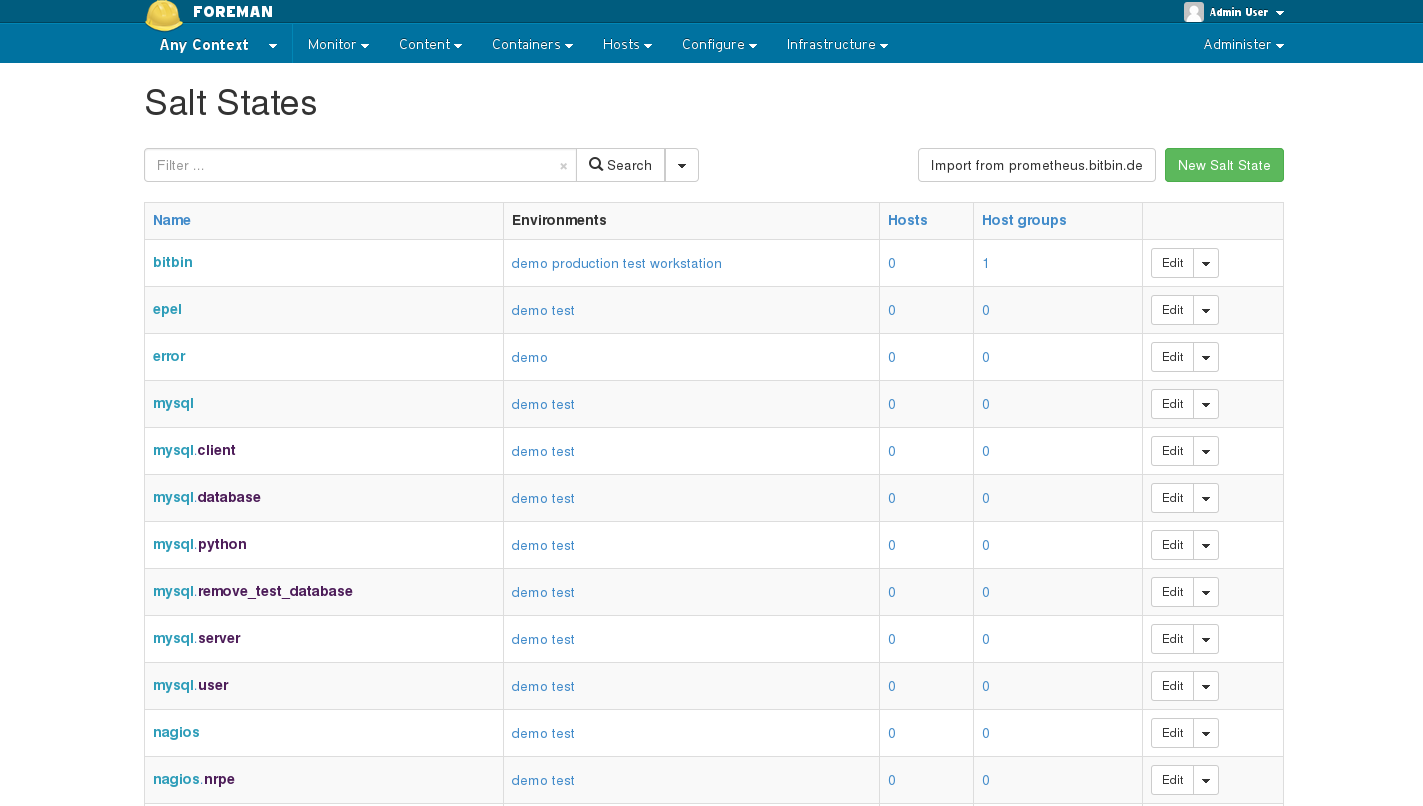 FOREMAN Admin User
Any Context Monitor Content Containers Hosts Configure Infrastructure Administer
Salt States
Filter ... × Search Import from prometheus.bitbin.de New Salt State
Name Environments Hosts Host groups
bitbin demo production test workstation 0 1 Edit
epel demo test 0 0 Edit
error demo 0 0 Edit
mysql demo test 0 0 Edit
mysql.client demo test 0 0 Edit
mysql.database demo test 0 0 Edit
mysql.python demo test 0 0 Edit
mysql.remove_test_database demo test 0 0 Edit
mysql.server demo test 0 0 Edit
mysql.user demo test 0 0 Edit
nagios demo test 0 0 Edit
nagios.nrpe demo test 0 0 Edit